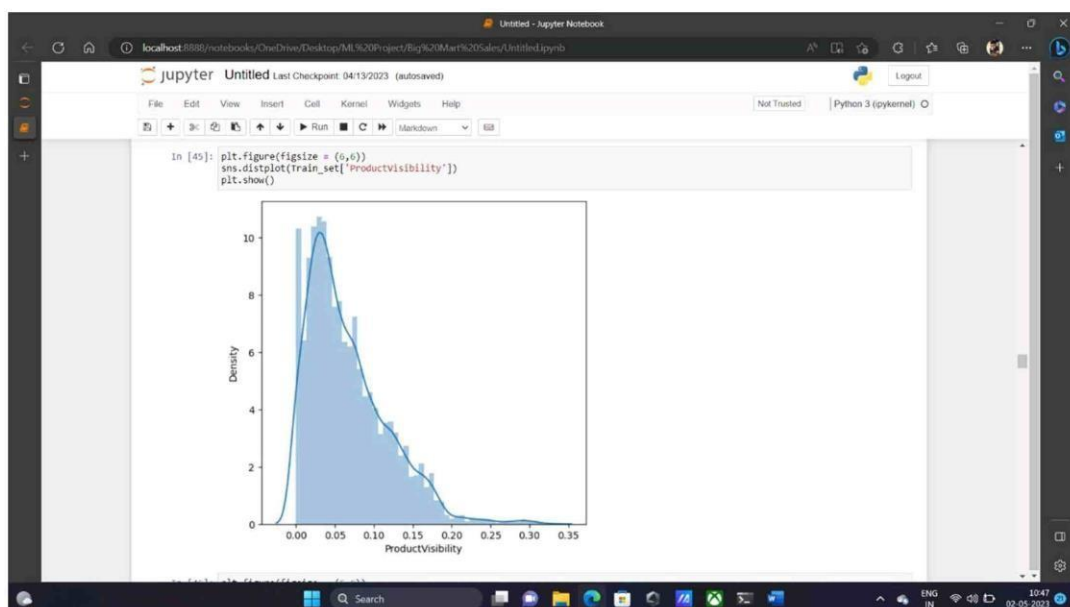 Untitled - Jupyter Notebook
localhost:8888/notebooks/OneDrive/Desktop/ML%20Project/Big%20Mart%20Sales/Untitled.ipynb
jupyter Untitled Last Checkpoint: 04/13/2023 (autosaved)
Logout
File Edit View Insert Cell Kernel Widgets Help
Not Trusted
Python 3 (ipykernel)
Run
Markdown
In [45]: plt.figure(figsize = (6,6))
sns.distplot(Train_set['ProductVisibility'])
plt.show()
10
8
6
4
2
0
Density
0.00 0.05 0.10 0.15 0.20 0.25 0.30 0.35
ProductVisibility
Search
ENG
IN
10:47
02-05-2023